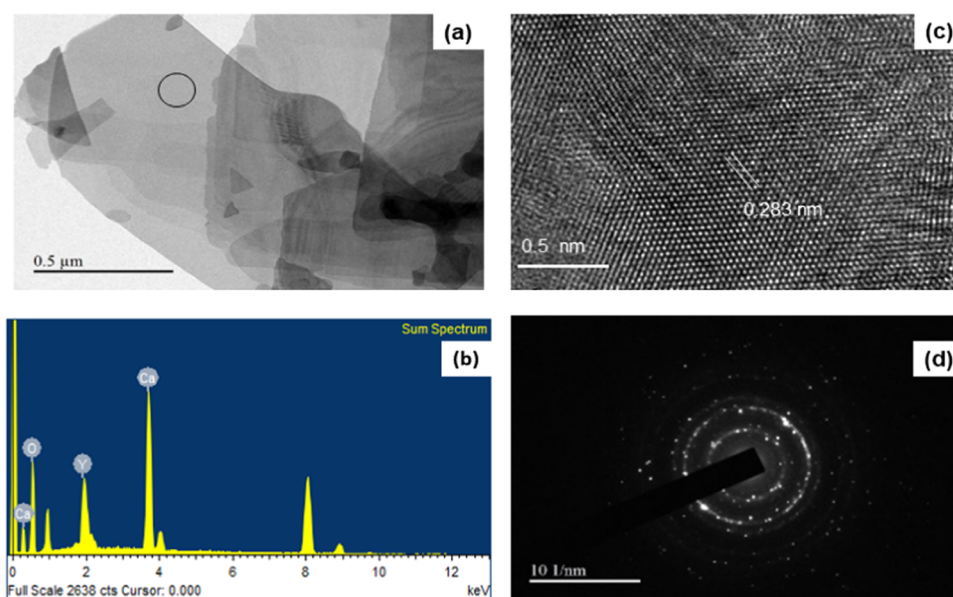 (a)
0.5 µm
(c)
0.283 nm
0.5 nm
Sum Spectrum
(b)
Ca
O
Y
Ca
0 2 4 6 8 10 12
Full Scale 2638 cts Cursor: 0.000 keV
(d)
10 1/nm